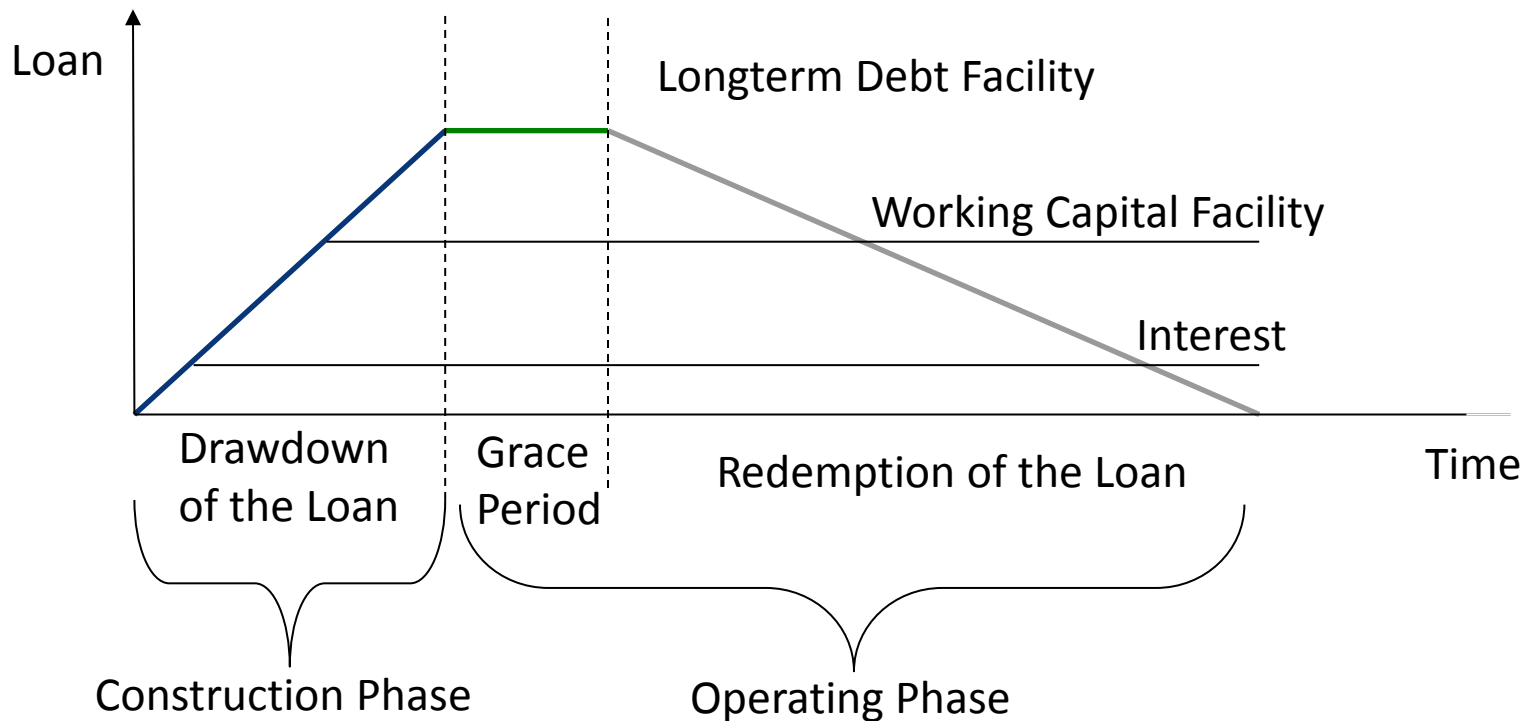 Loan
Longterm Debt Facility
Working Capital Facility
Interest
Drawdown
of the Loan
Grace
Period
Redemption of the Loan
Time
Construction Phase
Operating Phase